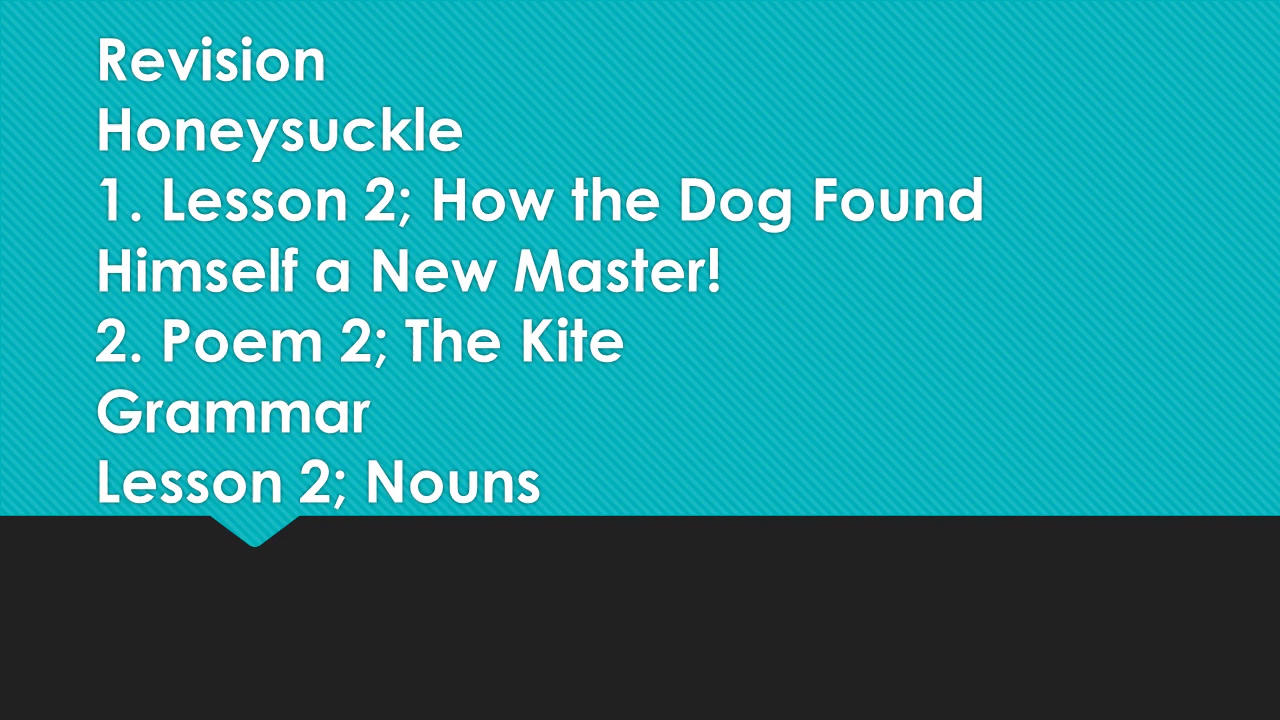 Revision
Honeysuckle
1. Lesson 2; How the Dog Found
Himself a New Master!
2. Poem 2; The Kite
Grammar
Lesson 2; Nouns